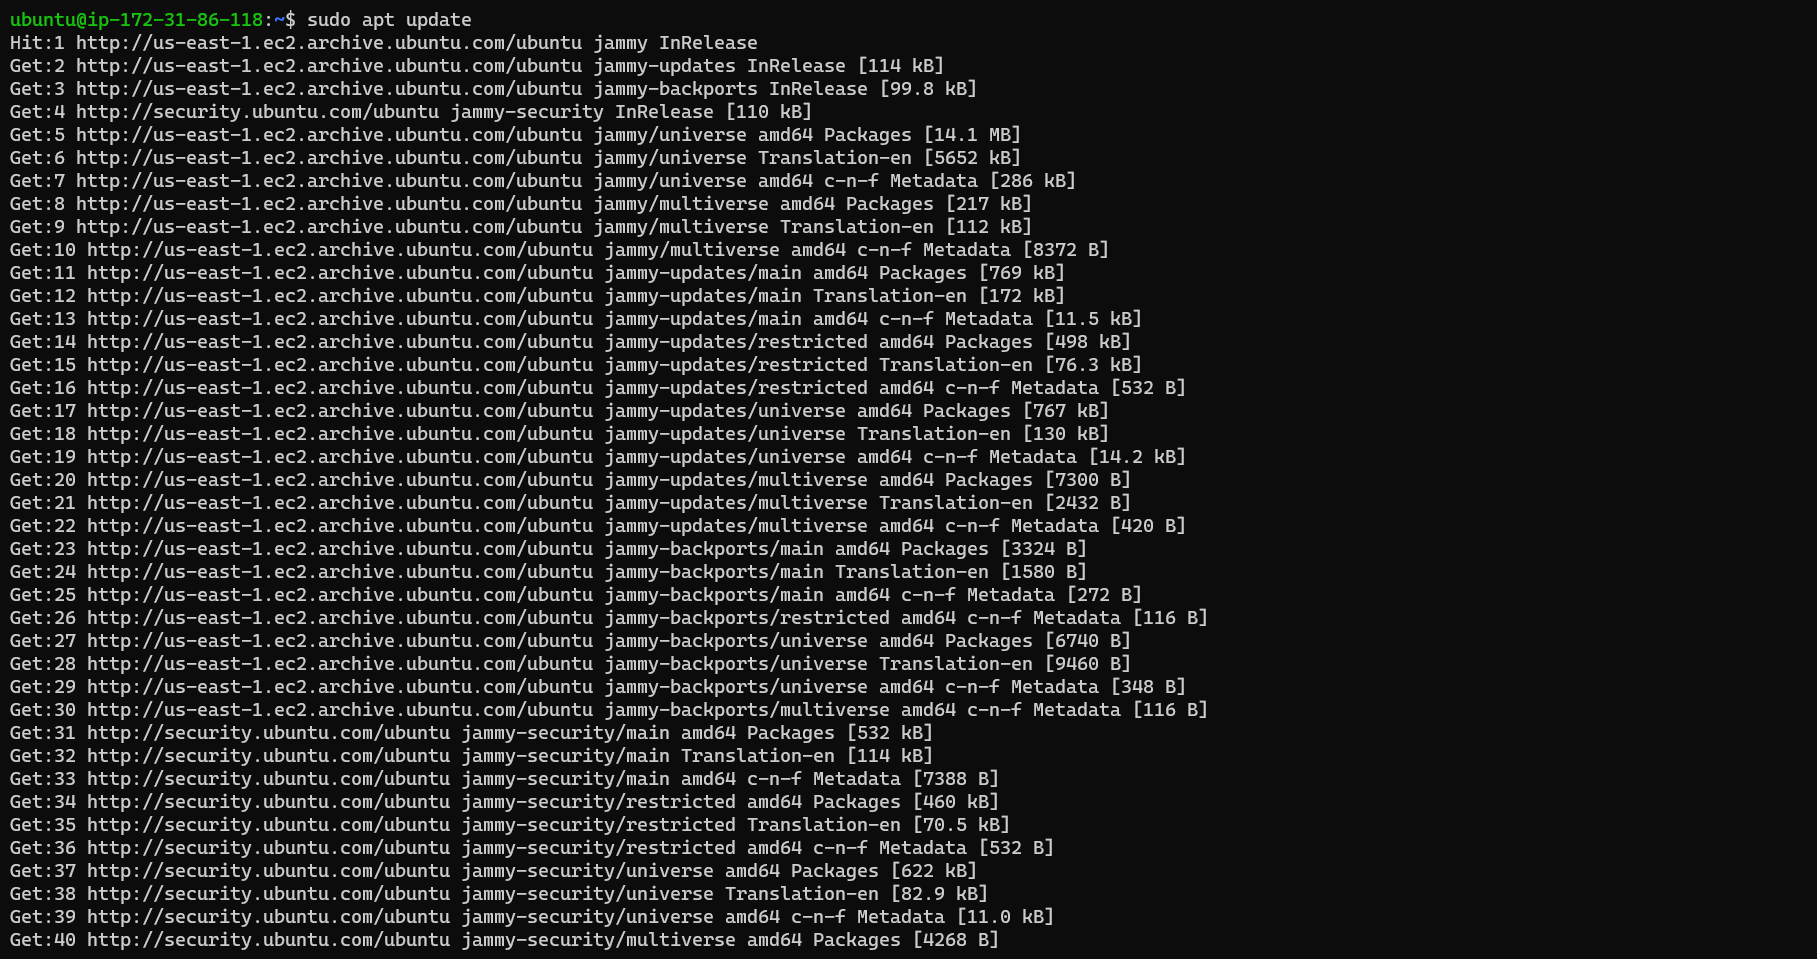 ubuntu@ip-172-31-86-118:~$ sudo apt update
Hit:1 http://us-east-1.ec2.archive.ubuntu.com/ubuntu jammy InRelease
Get:2 http://us-east-1.ec2.archive.ubuntu.com/ubuntu jammy-updates InRelease [114 kB]
Get:3 http://us-east-1.ec2.archive.ubuntu.com/ubuntu jammy-backports InRelease [99.8 kB]
Get:4 http://security.ubuntu.com/ubuntu jammy-security InRelease [110 kB]
Get:5 http://us-east-1.ec2.archive.ubuntu.com/ubuntu jammy/universe amd64 Packages [14.1 MB]
Get:6 http://us-east-1.ec2.archive.ubuntu.com/ubuntu jammy/universe Translation-en [5652 kB]
Get:7 http://us-east-1.ec2.archive.ubuntu.com/ubuntu jammy/universe amd64 c-n-f Metadata [286 kB]
Get:8 http://us-east-1.ec2.archive.ubuntu.com/ubuntu jammy/multiverse amd64 Packages [217 kB]
Get:9 http://us-east-1.ec2.archive.ubuntu.com/ubuntu jammy/multiverse Translation-en [112 kB]
Get:10 http://us-east-1.ec2.archive.ubuntu.com/ubuntu jammy/multiverse amd64 c-n-f Metadata [8372 B]
Get:11 http://us-east-1.ec2.archive.ubuntu.com/ubuntu jammy-updates/main amd64 Packages [769 kB]
Get:12 http://us-east-1.ec2.archive.ubuntu.com/ubuntu jammy-updates/main Translation-en [172 kB]
Get:13 http://us-east-1.ec2.archive.ubuntu.com/ubuntu jammy-updates/main amd64 c-n-f Metadata [11.5 kB]
Get:14 http://us-east-1.ec2.archive.ubuntu.com/ubuntu jammy-updates/restricted amd64 Packages [498 kB]
Get:15 http://us-east-1.ec2.archive.ubuntu.com/ubuntu jammy-updates/restricted Translation-en [76.3 kB]
Get:16 http://us-east-1.ec2.archive.ubuntu.com/ubuntu jammy-updates/restricted amd64 c-n-f Metadata [532 B]
Get:17 http://us-east-1.ec2.archive.ubuntu.com/ubuntu jammy-updates/universe amd64 Packages [767 kB]
Get:18 http://us-east-1.ec2.archive.ubuntu.com/ubuntu jammy-updates/universe Translation-en [130 kB]
Get:19 http://us-east-1.ec2.archive.ubuntu.com/ubuntu jammy-updates/universe amd64 c-n-f Metadata [14.2 kB]
Get:20 http://us-east-1.ec2.archive.ubuntu.com/ubuntu jammy-updates/multiverse amd64 Packages [7300 B]
Get:21 http://us-east-1.ec2.archive.ubuntu.com/ubuntu jammy-updates/multiverse Translation-en [2432 B]
Get:22 http://us-east-1.ec2.archive.ubuntu.com/ubuntu jammy-updates/multiverse amd64 c-n-f Metadata [420 B]
Get:23 http://us-east-1.ec2.archive.ubuntu.com/ubuntu jammy-backports/main amd64 Packages [3324 B]
Get:24 http://us-east-1.ec2.archive.ubuntu.com/ubuntu jammy-backports/main Translation-en [1580 B]
Get:25 http://us-east-1.ec2.archive.ubuntu.com/ubuntu jammy-backports/main amd64 c-n-f Metadata [272 B]
Get:26 http://us-east-1.ec2.archive.ubuntu.com/ubuntu jammy-backports/restricted amd64 c-n-f Metadata [116 B]
Get:27 http://us-east-1.ec2.archive.ubuntu.com/ubuntu jammy-backports/universe amd64 Packages [6740 B]
Get:28 http://us-east-1.ec2.archive.ubuntu.com/ubuntu jammy-backports/universe Translation-en [9460 B]
Get:29 http://us-east-1.ec2.archive.ubuntu.com/ubuntu jammy-backports/universe amd64 c-n-f Metadata [348 B]
Get:30 http://us-east-1.ec2.archive.ubuntu.com/ubuntu jammy-backports/multiverse amd64 c-n-f Metadata [116 B]
Get:31 http://security.ubuntu.com/ubuntu jammy-security/main amd64 Packages [532 kB]
Get:32 http://security.ubuntu.com/ubuntu jammy-security/main Translation-en [114 kB]
Get:33 http://security.ubuntu.com/ubuntu jammy-security/main amd64 c-n-f Metadata [7388 B]
Get:34 http://security.ubuntu.com/ubuntu jammy-security/restricted amd64 Packages [460 kB]
Get:35 http://security.ubuntu.com/ubuntu jammy-security/restricted Translation-en [70.5 kB]
Get:36 http://security.ubuntu.com/ubuntu jammy-security/restricted amd64 c-n-f Metadata [532 B]
Get:37 http://security.ubuntu.com/ubuntu jammy-security/universe amd64 Packages [622 kB]
Get:38 http://security.ubuntu.com/ubuntu jammy-security/universe Translation-en [82.9 kB]
Get:39 http://security.ubuntu.com/ubuntu jammy-security/universe amd64 c-n-f Metadata [11.0 kB]
Get:40 http://security.ubuntu.com/ubuntu jammy-security/multiverse amd64 Packages [4268 B]